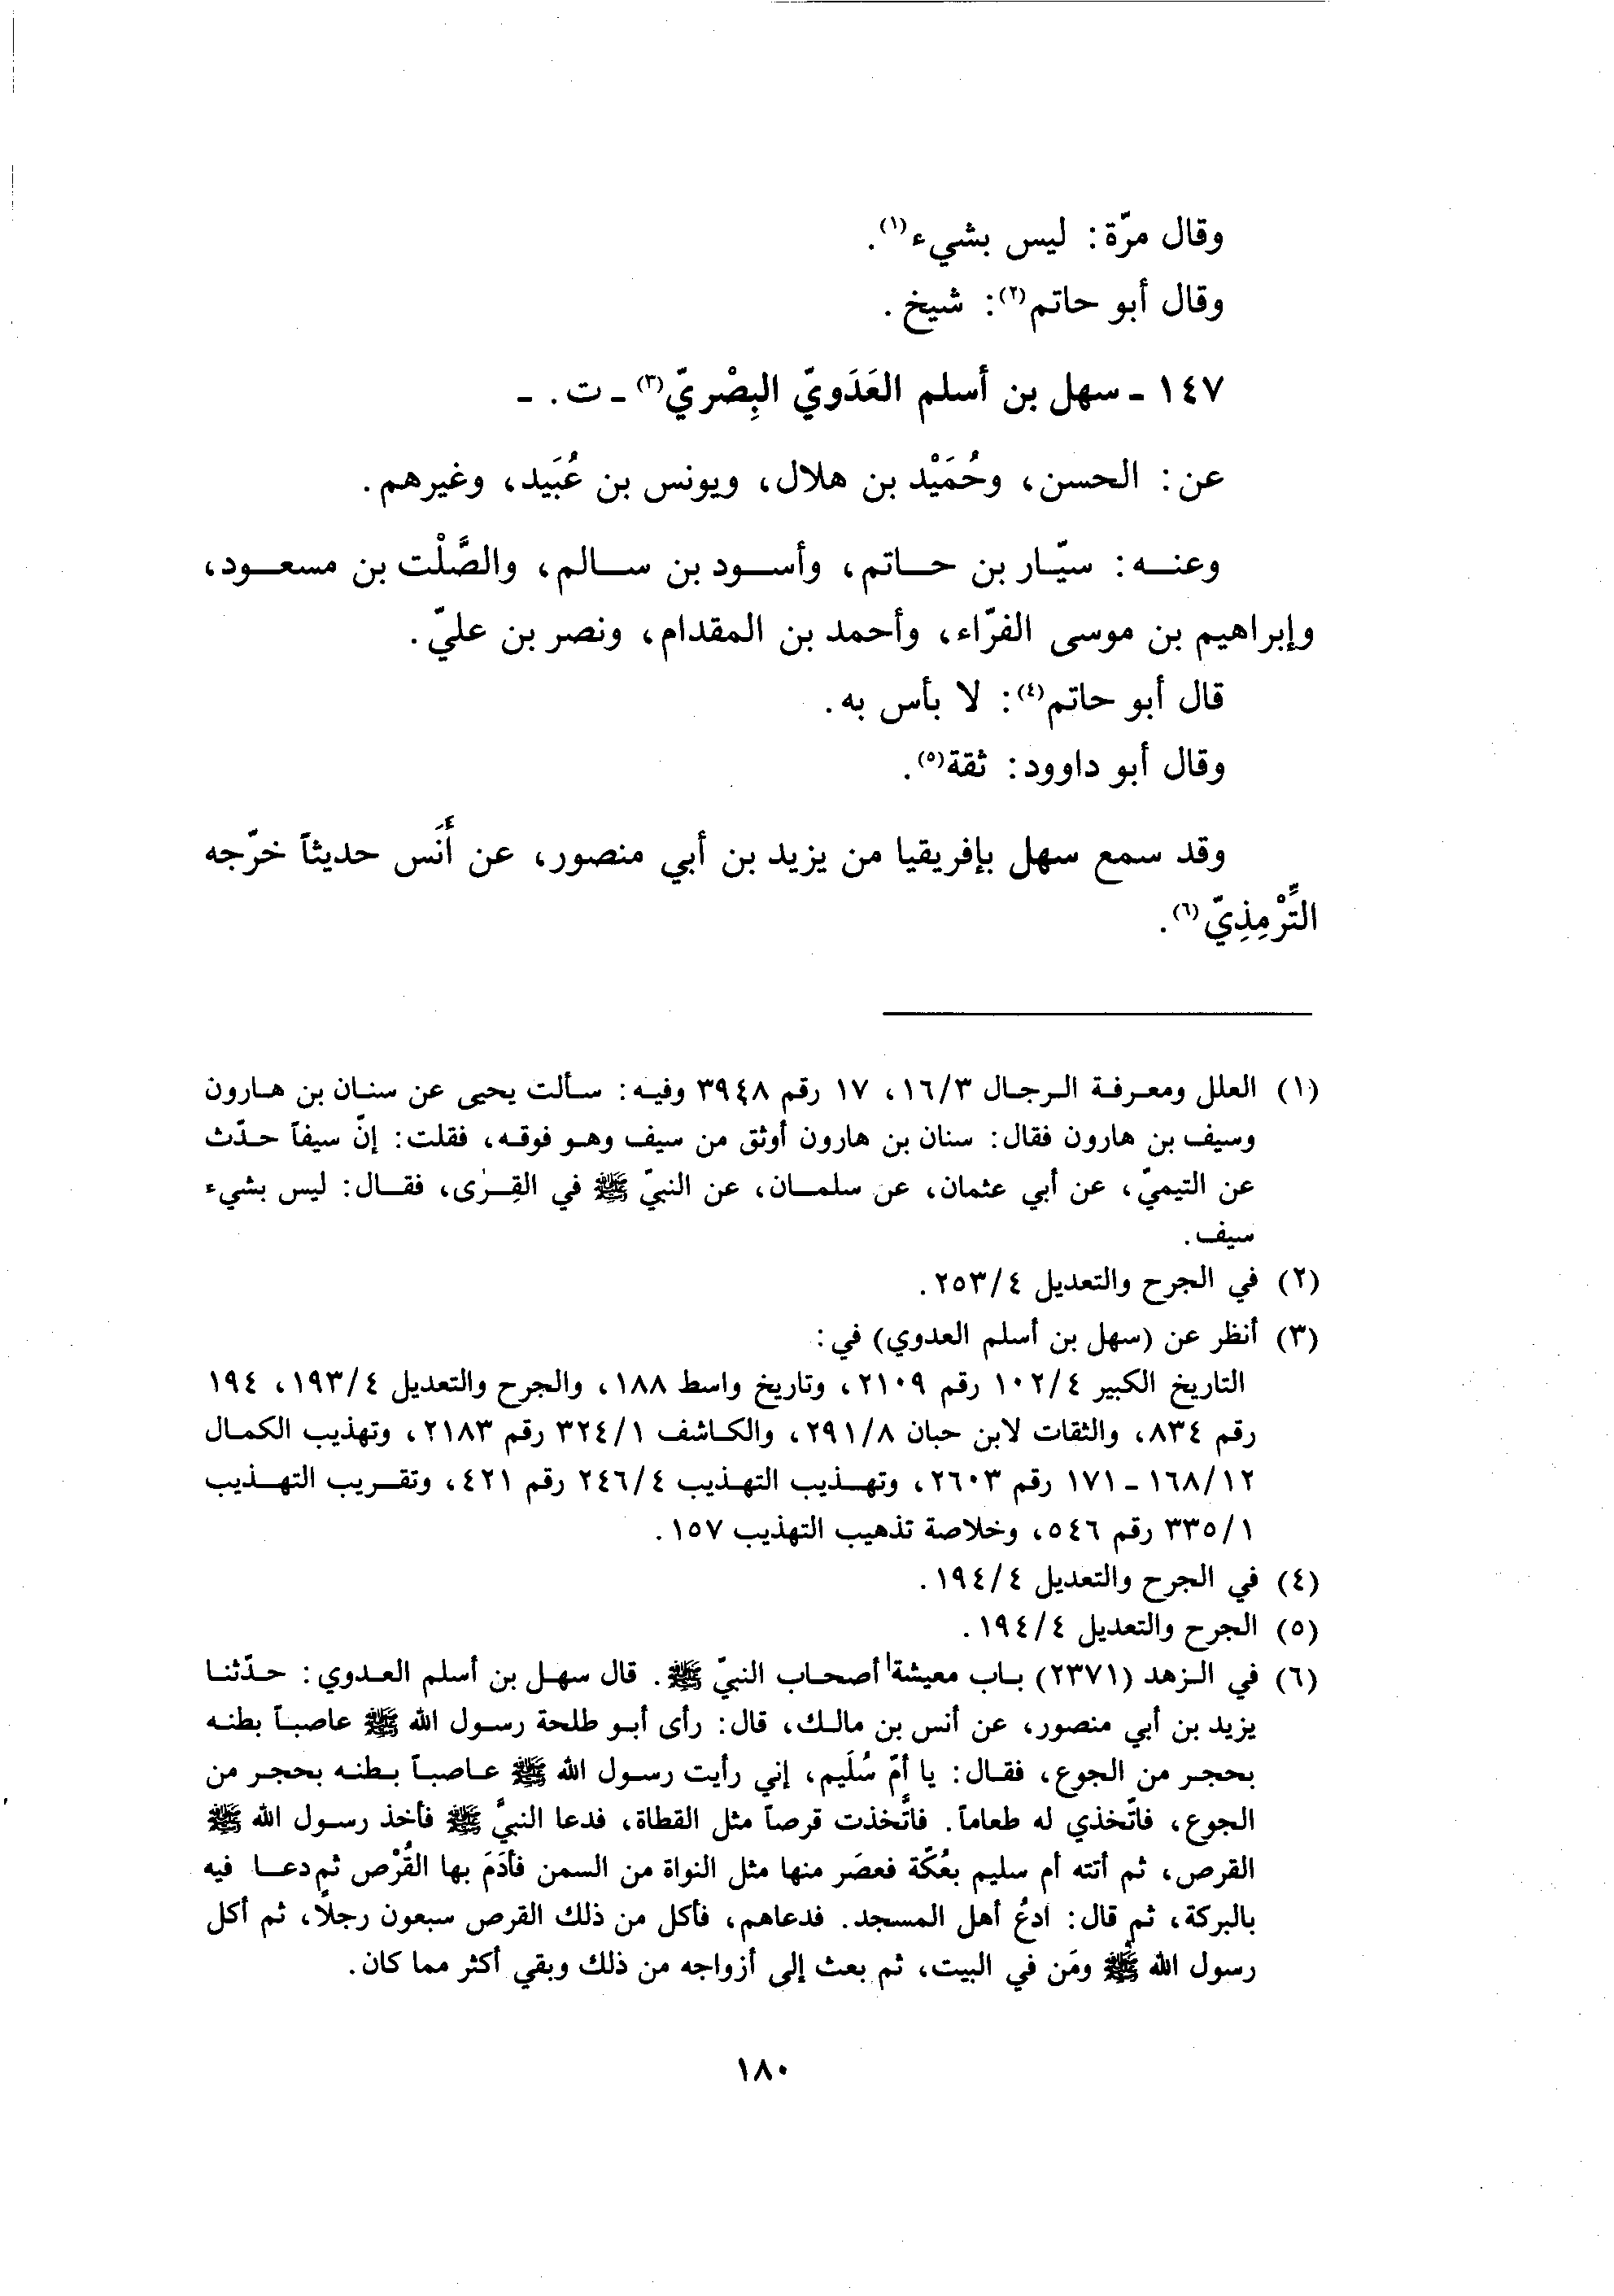 وقال مرّة: ليس بشيء(١).
وقال أبو حاتم(٢): شيخ.
١٤٧ - سهل بن أسلم العَدَويّ البِصْريّ(٣) - ت. -
عن: الحسن، وحُمَيْد بن هلال، ويونس بن عُبَيد، وغيرهم.
وعنه: سيّار بن حاتم، وأسود بن سالم، والصَّلْت بن مسعود،
وإبراهيم بن موسى الفرّاء، وأحمد بن المقدام، ونصر بن عليّ.
قال أبو حاتم(٤): لا بأس به.
وقال أبو داوود: ثقة(٥).
وقد سمع سهل بإفريقيا من يزيد بن أبي منصور، عن أَنَس حديثاً خرّجه
التِّرْمِذِيّ(٦).
(١) العلل ومعرفة الرجال ١٦/٣، ١٧ رقم ٣٩٤٨ وفيه: سألت يحيى عن سنان بن هارون
وسيف بن هارون فقال: سنان بن هارون أوثق من سيف وهو فوقه، فقلت: إنّ سيفاً حدّث
عن التيميّ، عن أبي عثمان، عن سلمان، عن النبيّ ﷺ في القِرى، فقال: ليس بشيء
سيف.
(٢) في الجرح والتعديل ٢٥٣/٤.
(٣) أنظر عن (سهل بن أسلم العدوي) في:
التاريخ الكبير ١٠٢/٤ رقم ٢١٠٩، وتاريخ واسط ١٨٨، والجرح والتعديل ١٩٣/٤، ١٩٤
رقم ٨٣٤، والثقات لابن حبان ٢٩١/٨، والكاشف ٣٢٤/١ رقم ٢١٨٣، وتهذيب الكمال
١٦٨/١٢ - ١٧١ رقم ٢٦٠٣، وتهذيب التهذيب ٢٤٦/٤ رقم ٤٢١، وتقريب التهذيب
٣٣٥/١ رقم ٥٤٦، وخلاصة تذهيب التهذيب ١٥٧.
(٤) في الجرح والتعديل ١٩٤/٤.
(٥) الجرح والتعديل ١٩٤/٤.
(٦) في الزهد (٢٣٧١) باب معيشة أصحاب النبيّ ﷺ. قال سهل بن أسلم العدوي: حدّثنا
يزيد بن أبي منصور، عن أنس بن مالك، قال: رأى أبو طلحة رسول الله ﷺ عاصباً بطنه
بحجر من الجوع، فقال: يا أمّ سُلَيم، إني رأيت رسول الله ﷺ عاصباً بطنه بحجر من
الجوع، فاتّخذي له طعاماً. فاتّخذت قرصاً مثل القطاة، فدعا النبيَّ ﷺ فأخذ رسول الله ﷺ
القرص، ثم أتته أم سليم بعُكّة فعصَر منها مثل النواة من السمن فأدَمَ بها القُرْص ثم دعا فيه
بالبركة، ثم قال: ادعُ أهل المسجد. فدعاهم، فأكل من ذلك القرص سبعون رجلًا، ثم أكل
رسول الله ﷺ ومَن في البيت، ثم بعث إلى أزواجه من ذلك وبقي أكثر مما كان.
١٨٠